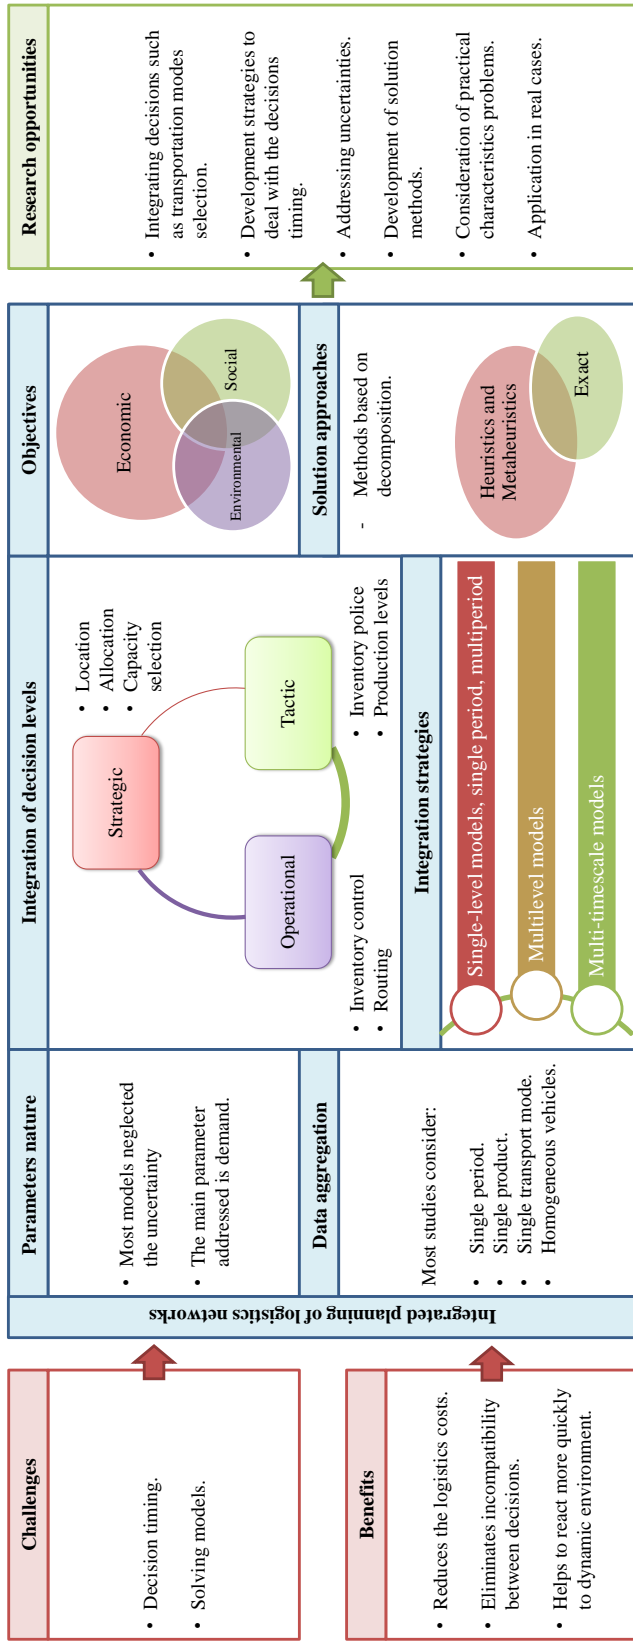 Challenges
• Decision timing.
• Solving models.
Benefits
• Reduces the logistics costs.
• Eliminates incompatibility
between decisions.
• Helps to react more quickly
to dynamic environment.
Integrated planning of logistics networks
Parameters nature
• Most models neglected
the uncertainty
• The main parameter
addressed is demand.
Data aggregation
Most studies consider:
• Single period.
• Single product.
• Single transport mode.
• Homogeneous vehicles.
Integration of decision levels
• Location
• Allocation
• Capacity
selection
Strategic
Operational
Tactic
• Inventory control
• Routing
• Inventory police
• Production levels
Integration strategies
Single-level models, single period, multiperiod
Multilevel models
Multi-timescale models
Objectives
Economic
Environmental
Social
Solution approaches
- Methods based on
decomposition.
Heuristics and
Metaheuristics
Exact
Research opportunities
• Integrating decisions such
as transportation modes
selection.
• Development strategies to
deal with the decisions
timing.
• Addressing uncertainties.
• Development of solution
methods.
• Consideration of practical
characteristics problems.
• Application in real cases.